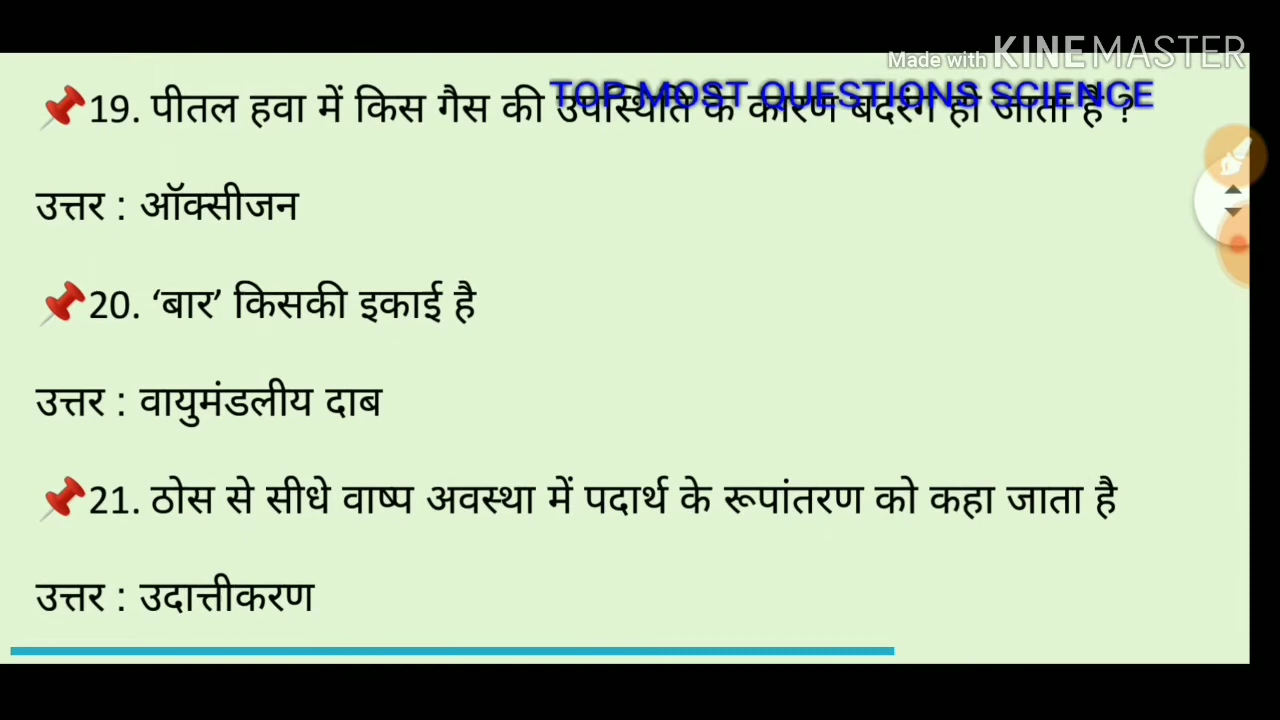 Made with KINEMASTER
TOP MOST QUESTIONS SCIENCE
19. पीतल हवा में किस गैस की उपस्थिति के कारण बदरंग हो जाता है ?
उत्तर : ऑक्सीजन
20. ‘बार’ किसकी इकाई है
उत्तर : वायुमंडलीय दाब
21. ठोस से सीधे वाष्प अवस्था में पदार्थ के रूपांतरण को कहा जाता है
उत्तर : उदात्तीकरण